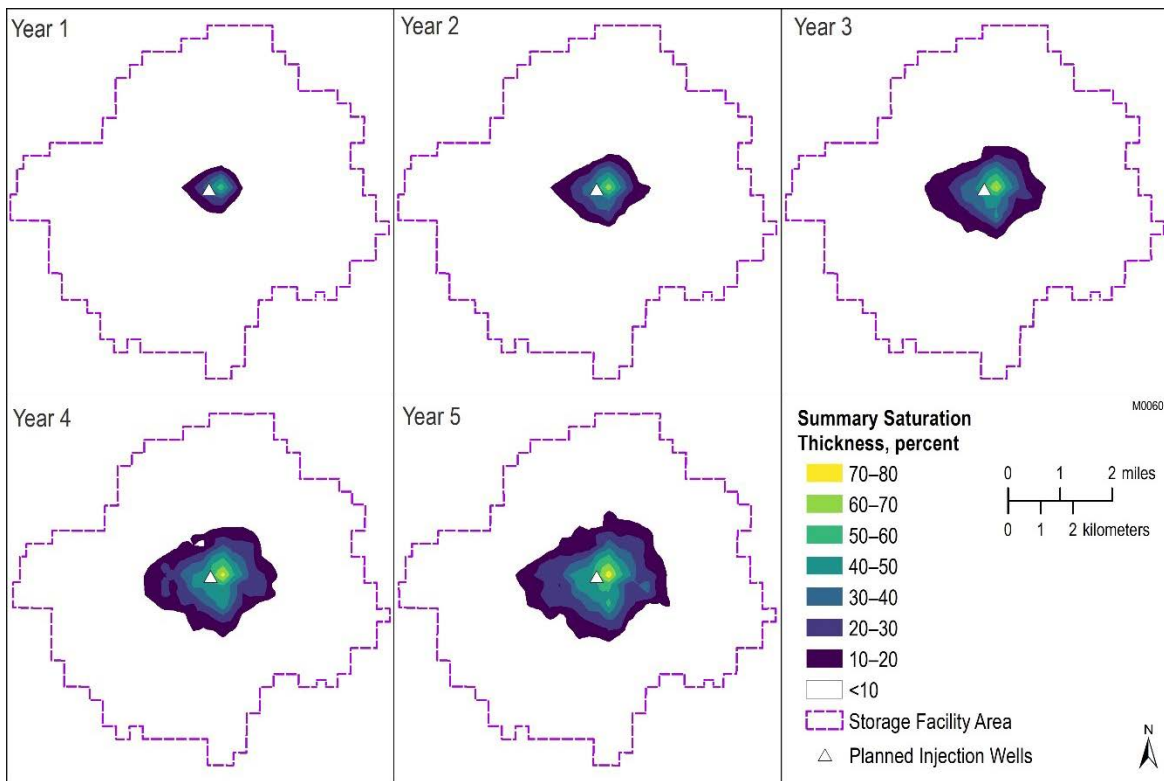 Year 1
Year 2
Year 3
Year 4
Year 5
M0060
Summary Saturation
Thickness, percent
70–80
60–70
50–60
40–50
30–40
20–30
10–20
<10
Storage Facility Area
Planned Injection Wells
0 1 2 miles
0 1 2 kilometers
N